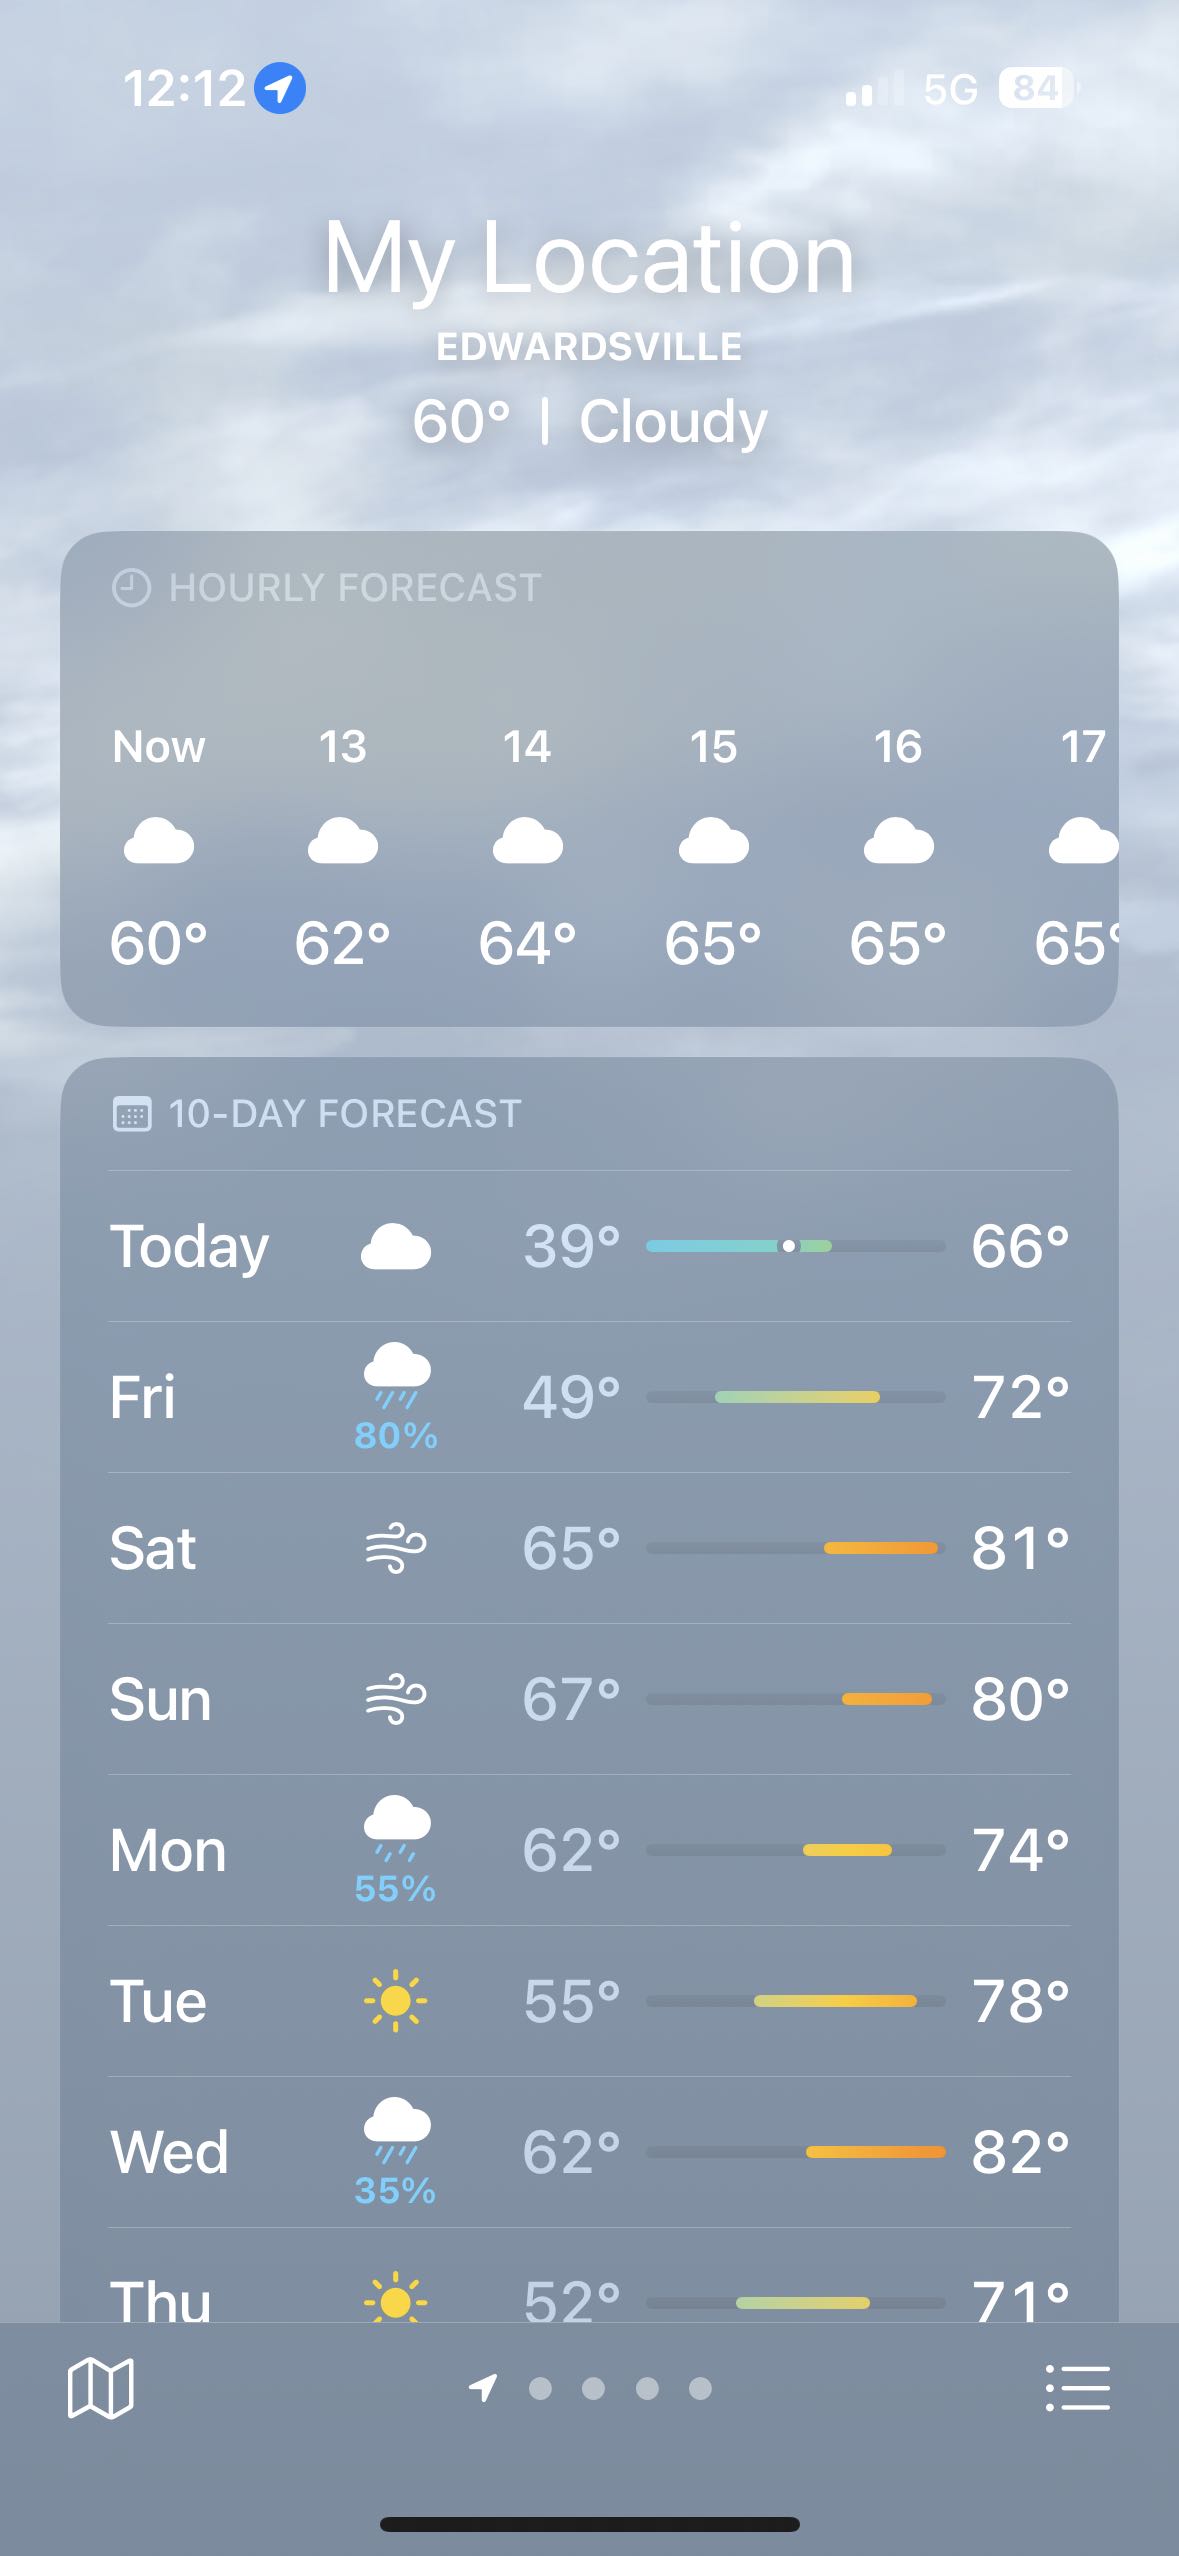 12:12 5G 84
My Location
EDWARDSVILLE
60° | Cloudy
HOURLY FORECAST
Now 13 14 15 16 17
60° 62° 64° 65° 65° 65°
10-DAY FORECAST
Today 39° 66°
Fri 80% 49° 72°
Sat 65° 81°
Sun 67° 80°
Mon 55% 62° 74°
Tue 55° 78°
Wed 35% 62° 82°
Thu 52° 71°